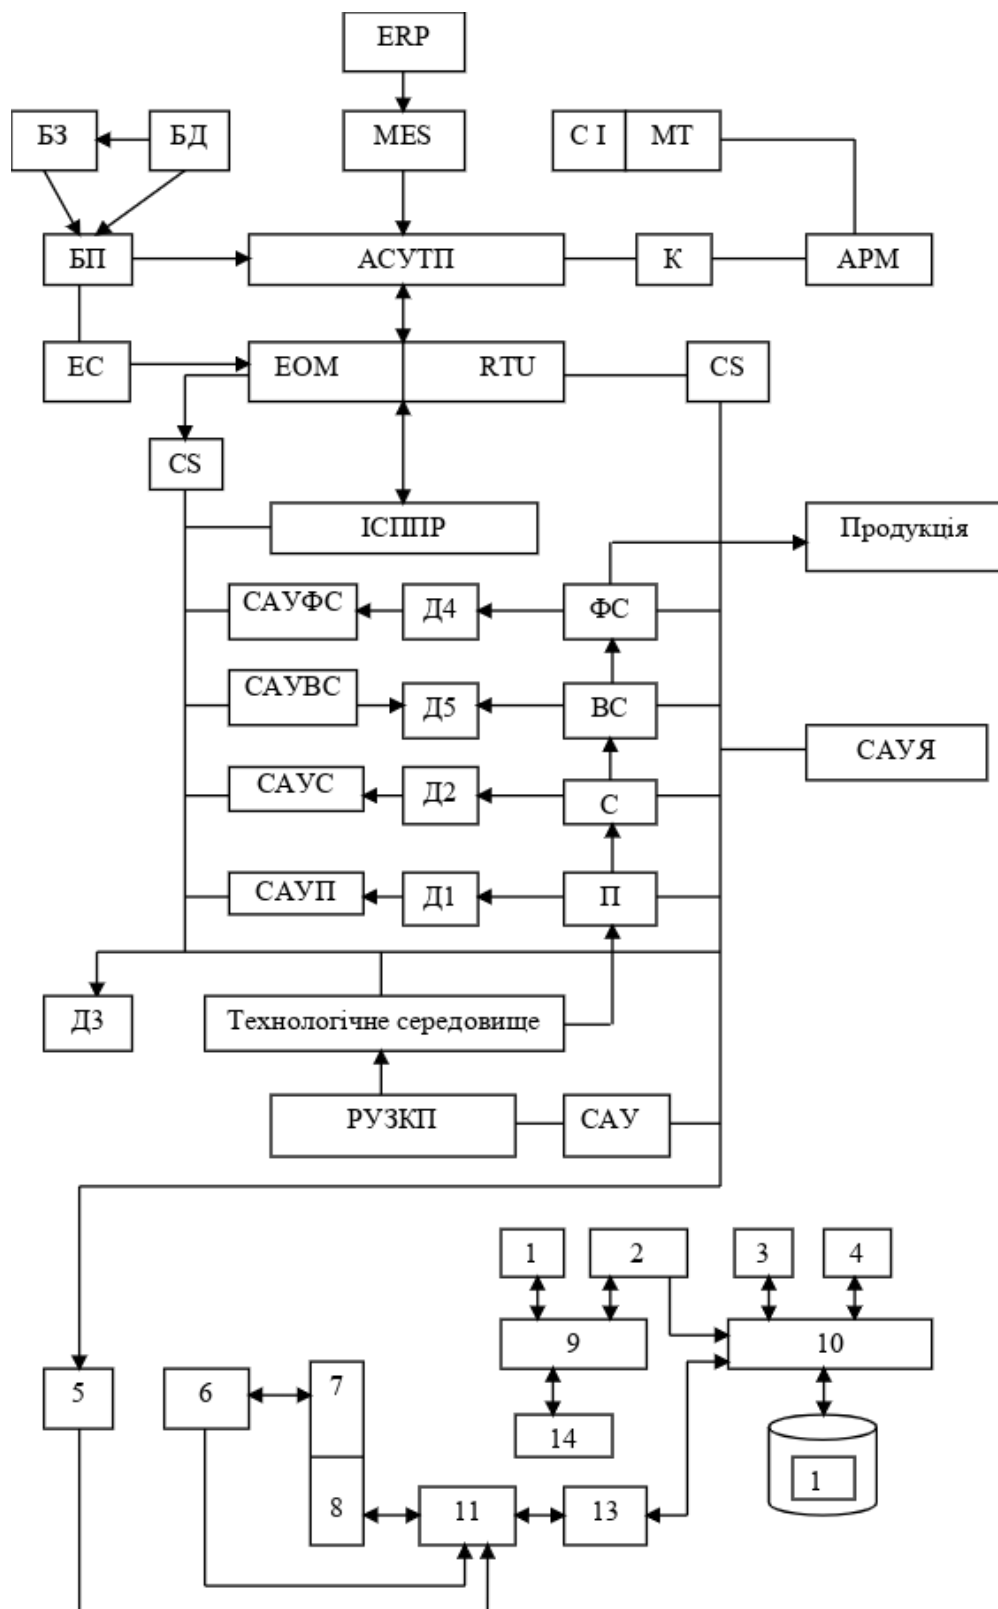 ERP
БЗ
БД
MES
С І
МТ
БП
АСУТП
К
АРМ
ЕС
ЕОМ
RTU
CS
CS
ІСППР
Продукція
САУФС
Д4
ФС
САУВС
Д5
ВС
САУЯ
САУС
Д2
С
САУП
Д1
П
Д3
Технологічне середовище
РУЗКП
САУ
1
2
3
4
9
10
5
6
7
14
1
8
11
13